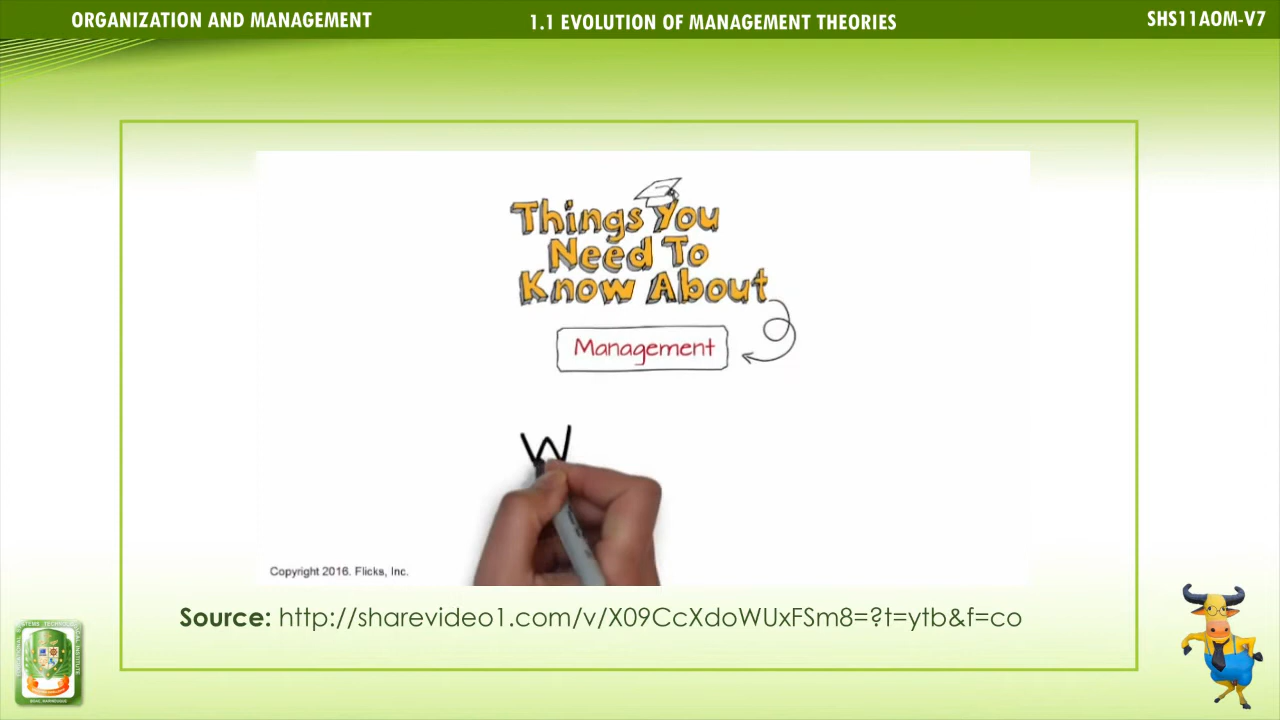 ORGANIZATION AND MANAGEMENT
1.1 EVOLUTION OF MANAGEMENT THEORIES
SHS11AOM-V7
Things You
Need To
Know About
Management
W
Copyright 2016. Flicks, Inc.
Source: http://sharevideo1.com/v/X09CcXdoWUxFSm8=?t=ytb&f=co